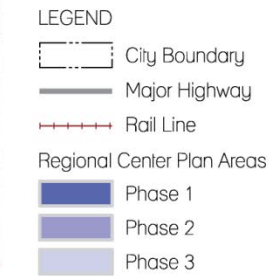 LEGEND
City Boundary
Major Highway
Rail Line
Regional Center Plan Areas
Phase 1
Phase 2
Phase 3